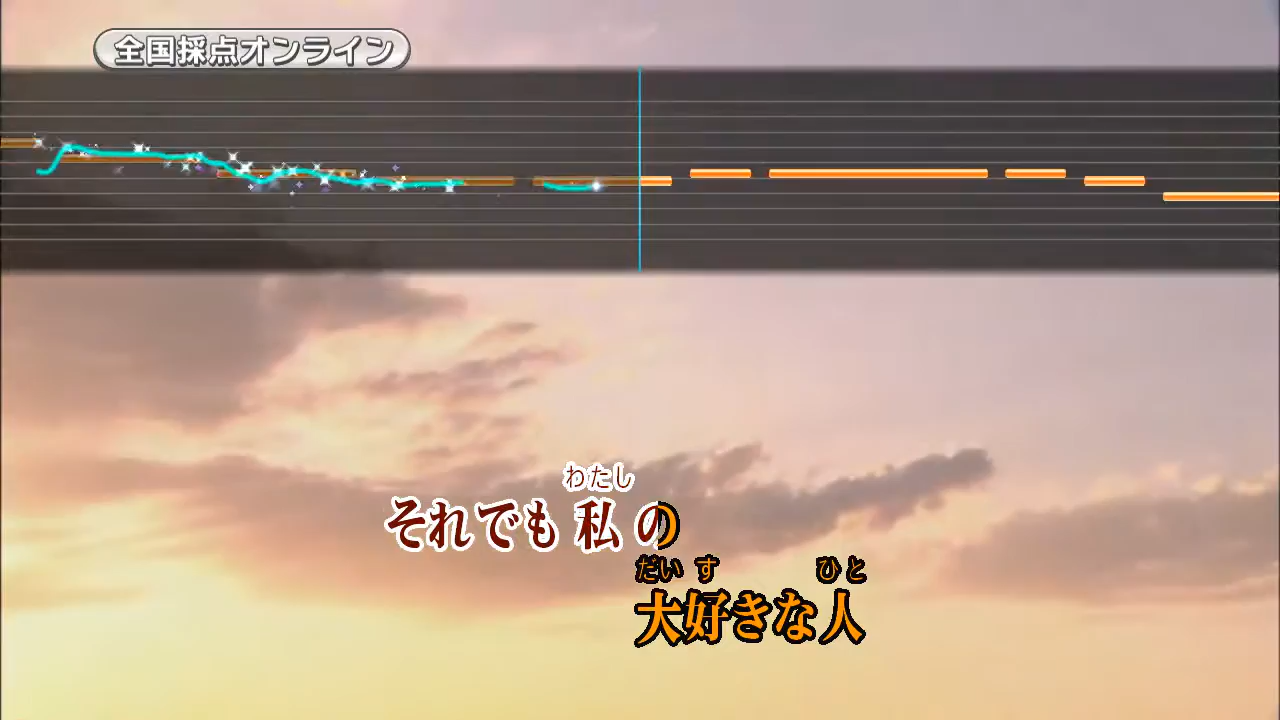 全国採点オンライン
わたし
それでも私の
だいす ひと
大好きな人